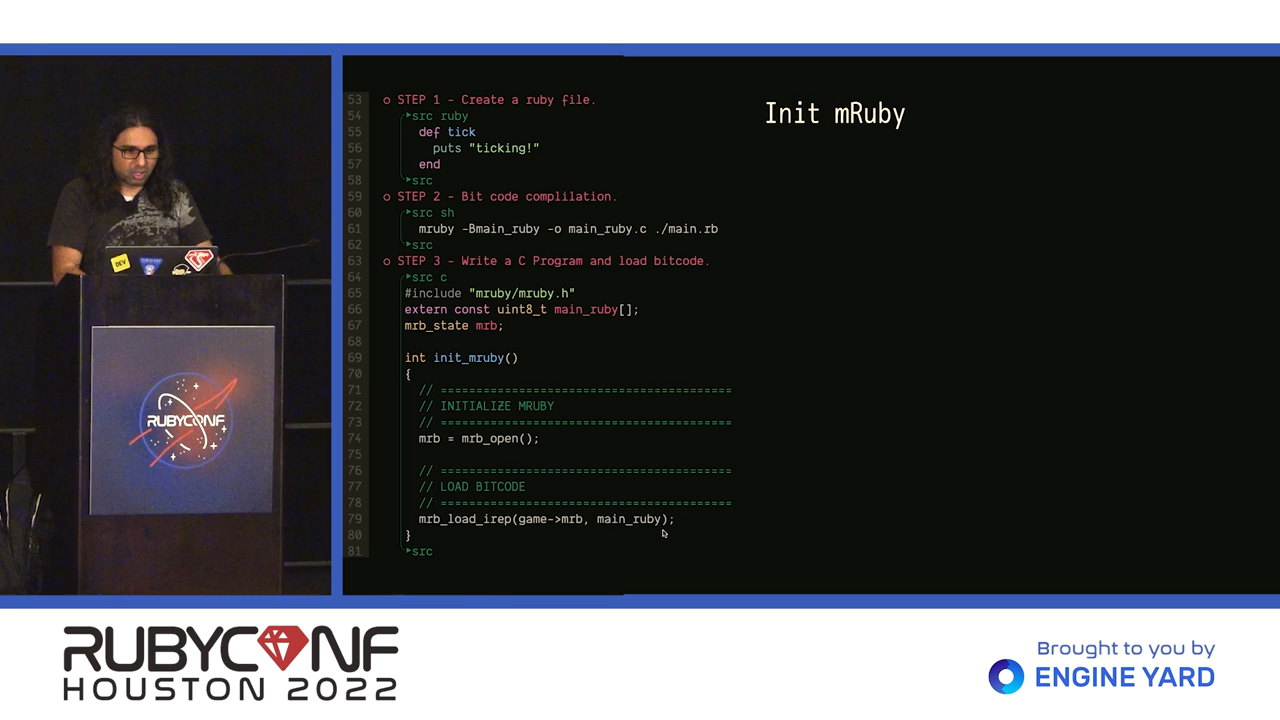 Init mRuby
53 o STEP 1 - Create a ruby file.
54 ▸src ruby
55 def tick
56 puts "ticking!"
57 end
58 ▸src
59 o STEP 2 - Bit code complilation.
60 ▸src sh
61 mruby -Bmain_ruby -o main_ruby.c ./main.rb
62 ▸src
63 o STEP 3 - Write a C Program and load bitcode.
64 ▸src c
65 #include "mruby/mruby.h"
66 extern const uint8_t main_ruby[];
67 mrb_state mrb;
68
69 int init_mruby()
70 {
71 // =========================================
72 // INITIALIZE MRUBY
73 // =========================================
74 mrb = mrb_open();
75
76 // =========================================
77 // LOAD BITCODE
78 // =========================================
79 mrb_load_irep(game->mrb, main_ruby);
80 }
81 ▸src
DEV
RUBYCONF
RUBYCONF
HOUSTON 2022
Brought to you by
ENGINE YARD